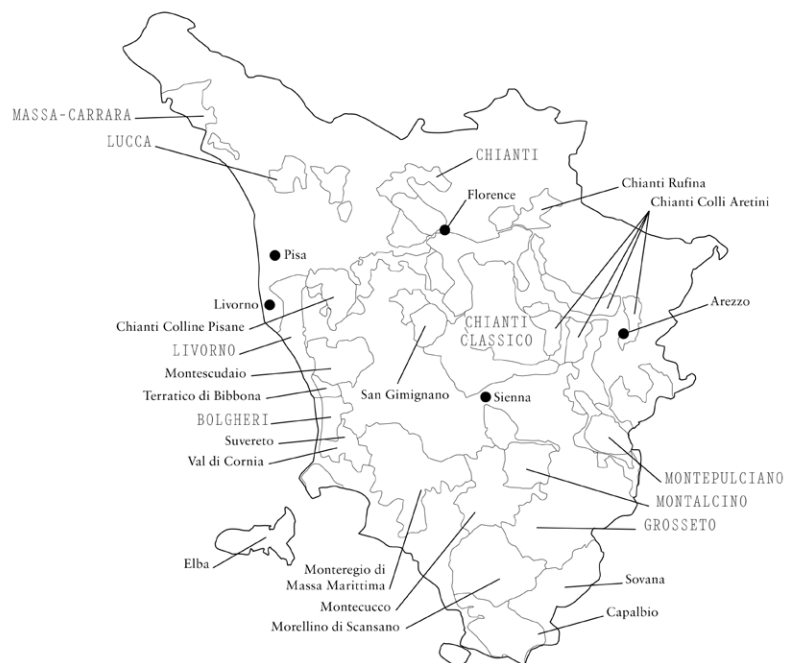 MASSA-CARRARA
LUCCA
CHIANTI
Chianti Rufina
Florence
Chianti Colli Aretini
Pisa
Livorno
Arezzo
Chianti Colline Pisane
CHIANTI
CLASSICO
LIVORNO
Montescudaio
San Gimignano
Terratico di Bibbona
Sienna
BOLGHERI
Suvereto
Val di Cornia
MONTEPULCIANO
MONTALCINO
GROSSETO
Elba
Monteregio di
Massa Marittima
Sovana
Montecucco
Capalbio
Morellino di Scansano